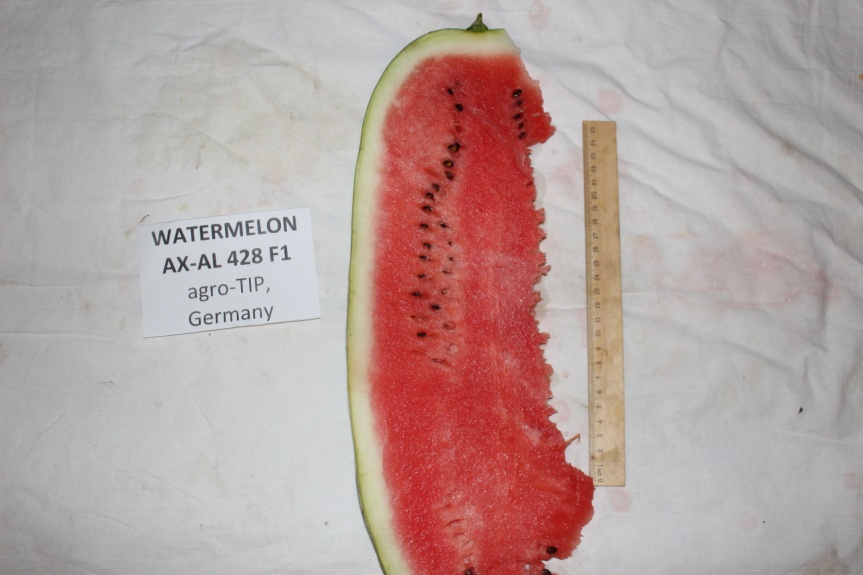 WATERMELON
AX-AL 428 F1
agro-TIP,
Germany